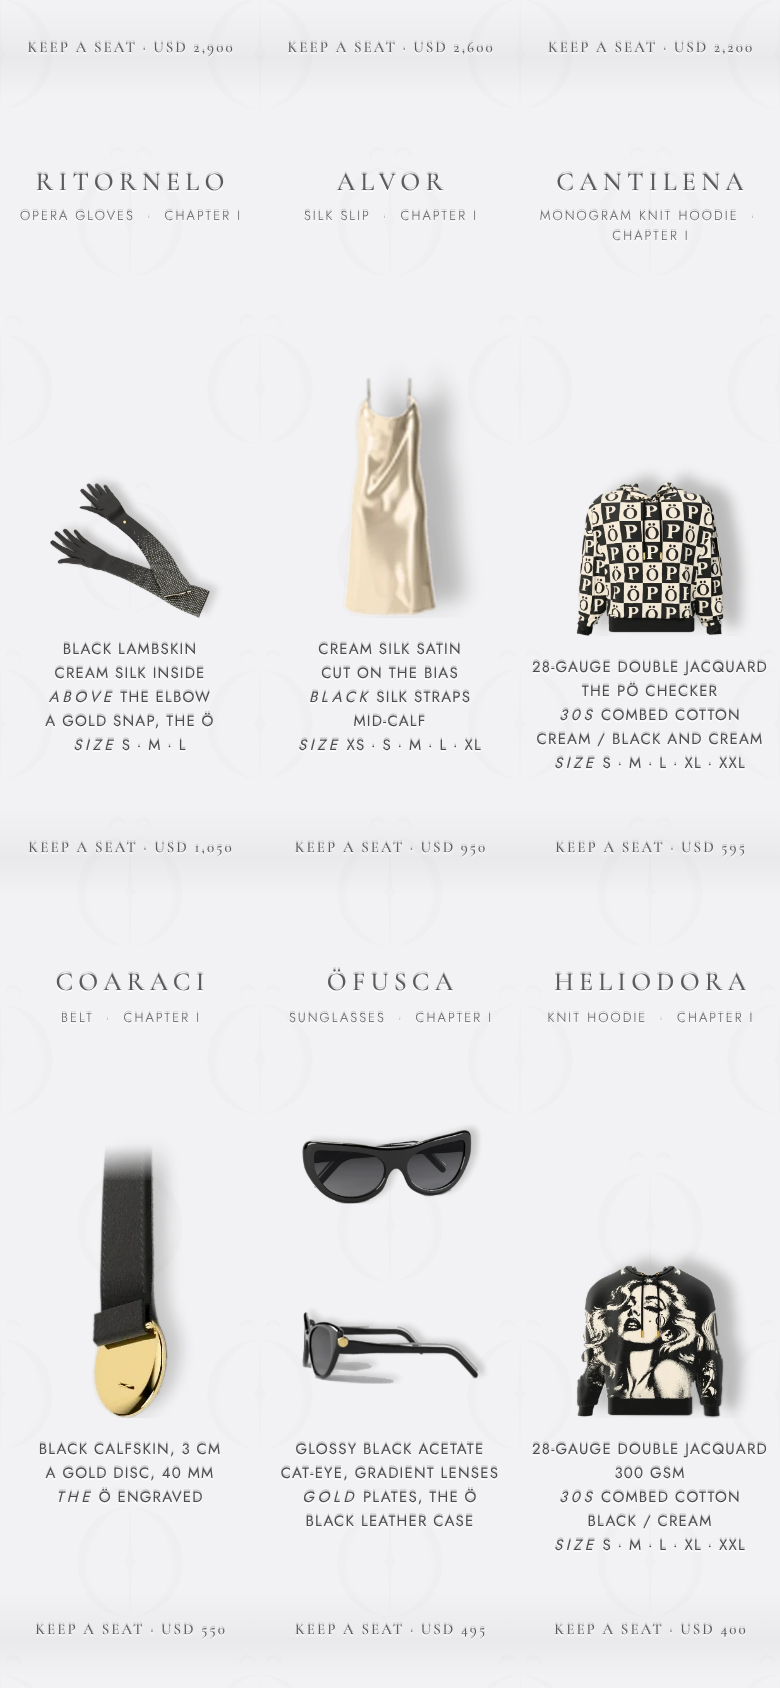 KEEP A SEAT · USD 2,900
KEEP A SEAT · USD 2,600
KEEP A SEAT · USD 2,200
RITORNELO
OPERA GLOVES · CHAPTER I
ALVOR
SILK SLIP · CHAPTER I
CANTILENA
MONOGRAM KNIT HOODIE ·
CHAPTER I
BLACK LAMBSKIN
CREAM SILK INSIDE
ABOVE THE ELBOW
A GOLD SNAP, THE Ö
SIZE S · M · L
CREAM SILK SATIN
CUT ON THE BIAS
BLACK SILK STRAPS
MID-CALF
SIZE XS · S · M · L · XL
28-GAUGE DOUBLE JACQUARD
THE PÖ CHECKER
30S COMBED COTTON
CREAM / BLACK AND CREAM
SIZE S · M · L · XL · XXL
KEEP A SEAT · USD 1,050
KEEP A SEAT · USD 950
KEEP A SEAT · USD 595
COARACI
BELT · CHAPTER I
ÖFUSCA
SUNGLASSES · CHAPTER I
HELIODORA
KNIT HOODIE · CHAPTER I
BLACK CALFSKIN, 3 CM
A GOLD DISC, 40 MM
THE Ö ENGRAVED
GLOSSY BLACK ACETATE
CAT-EYE, GRADIENT LENSES
GOLD PLATES, THE Ö
BLACK LEATHER CASE
28-GAUGE DOUBLE JACQUARD
300 GSM
30S COMBED COTTON
BLACK / CREAM
SIZE S · M · L · XL · XXL
KEEP A SEAT · USD 550
KEEP A SEAT · USD 495
KEEP A SEAT · USD 400